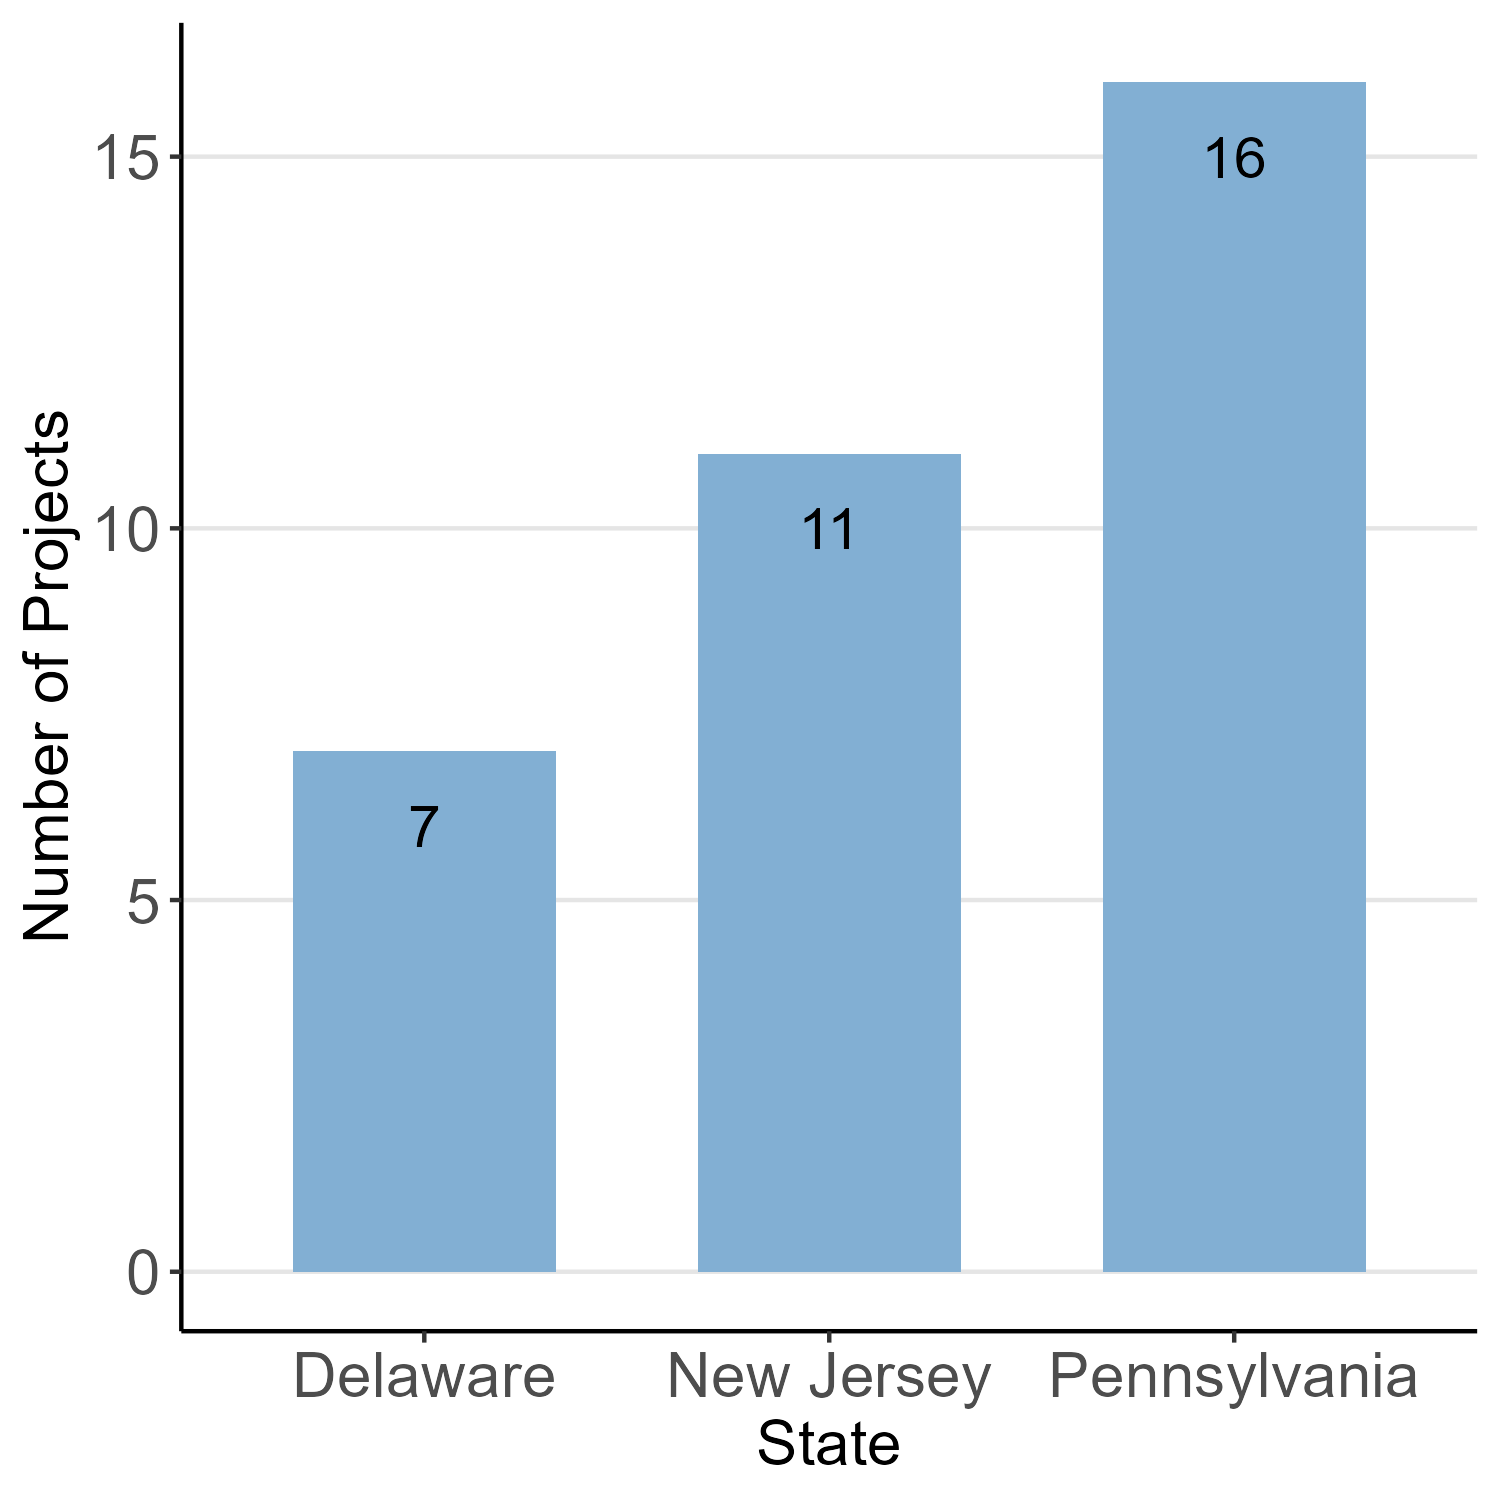 Number of Projects
15
10
5
0
16
11
7
Delaware
New Jersey
Pennsylvania
State